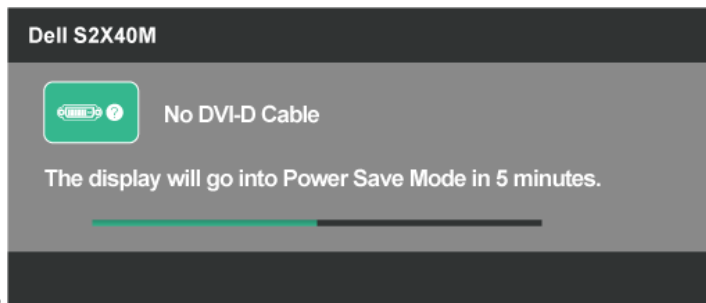 Dell S2X40M
No DVI-D Cable
The display will go into Power Save Mode in 5 minutes.